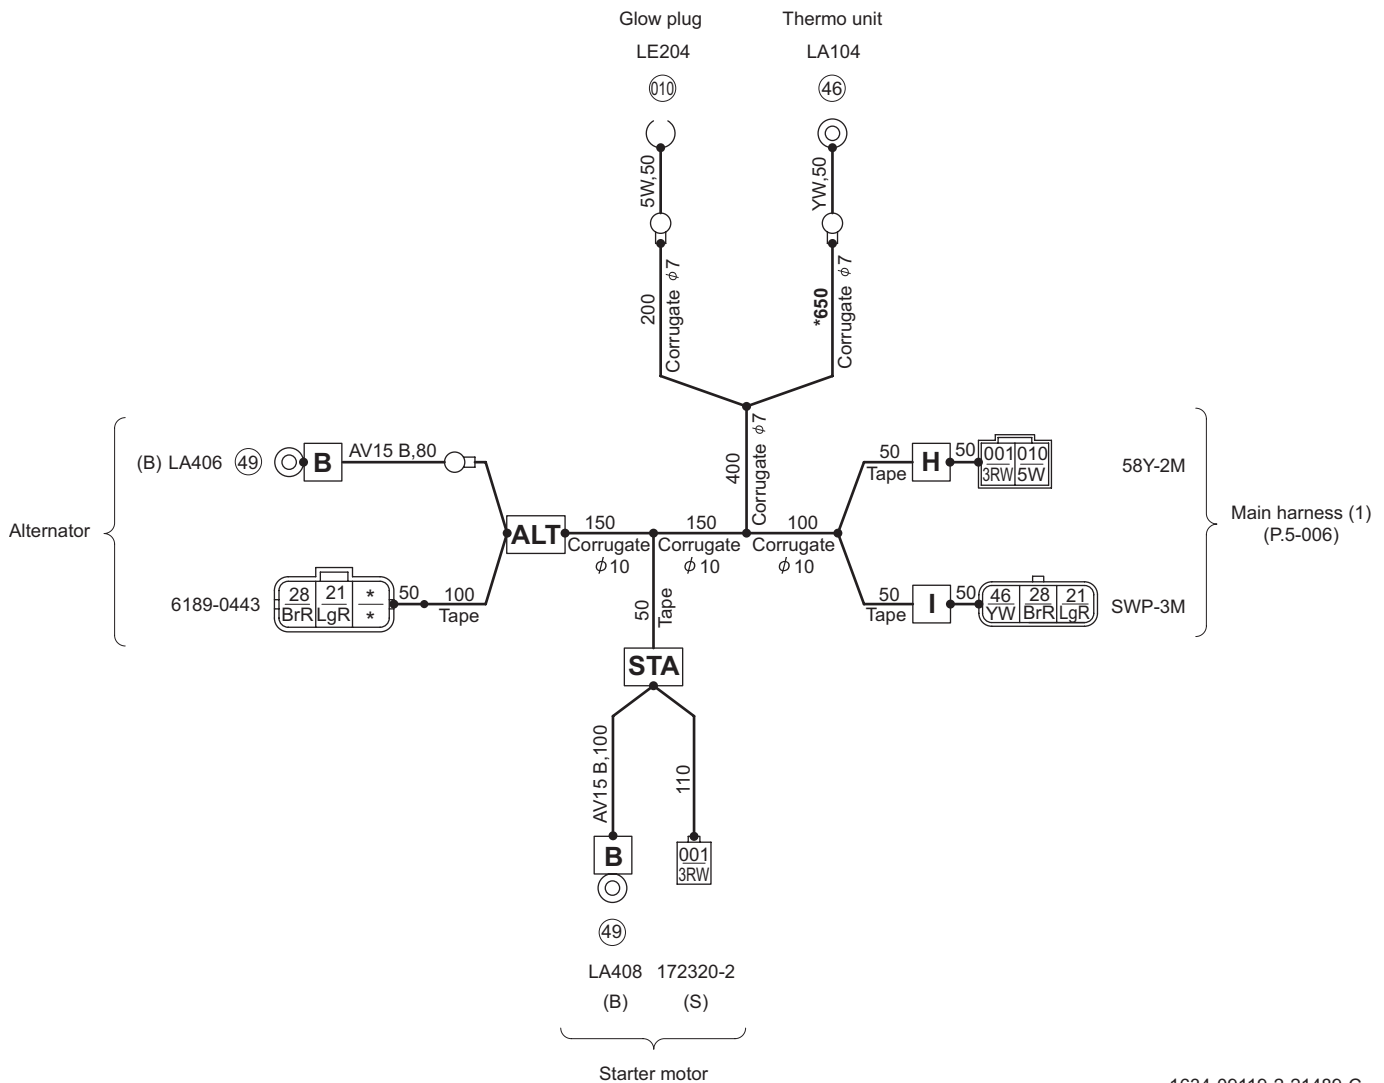 Glow plug
Thermo unit
LE204
LA104
010
46
5W,50
YW,50
200
Corrugate ϕ7
*650
Corrugate ϕ7
400
Corrugate ϕ7
Alternator
(B) LA406
49
B
AV15 B,80
ALT
6189-0443
28 21 *
BrR LgR *
50
100
Tape
150
Corrugate
ϕ10
150
Corrugate
ϕ10
100
Corrugate
ϕ10
50
Tape
H
50
001 010
3RW 5W
58Y-2M
50
Tape
I
50
46 28 21
YW BrR LgR
SWP-3M
Main harness (1)
(P.5-006)
50
Tape
STA
AV15 B,100
110
B
001
3RW
49
LA408
172320-2
(B)
(S)
Starter motor